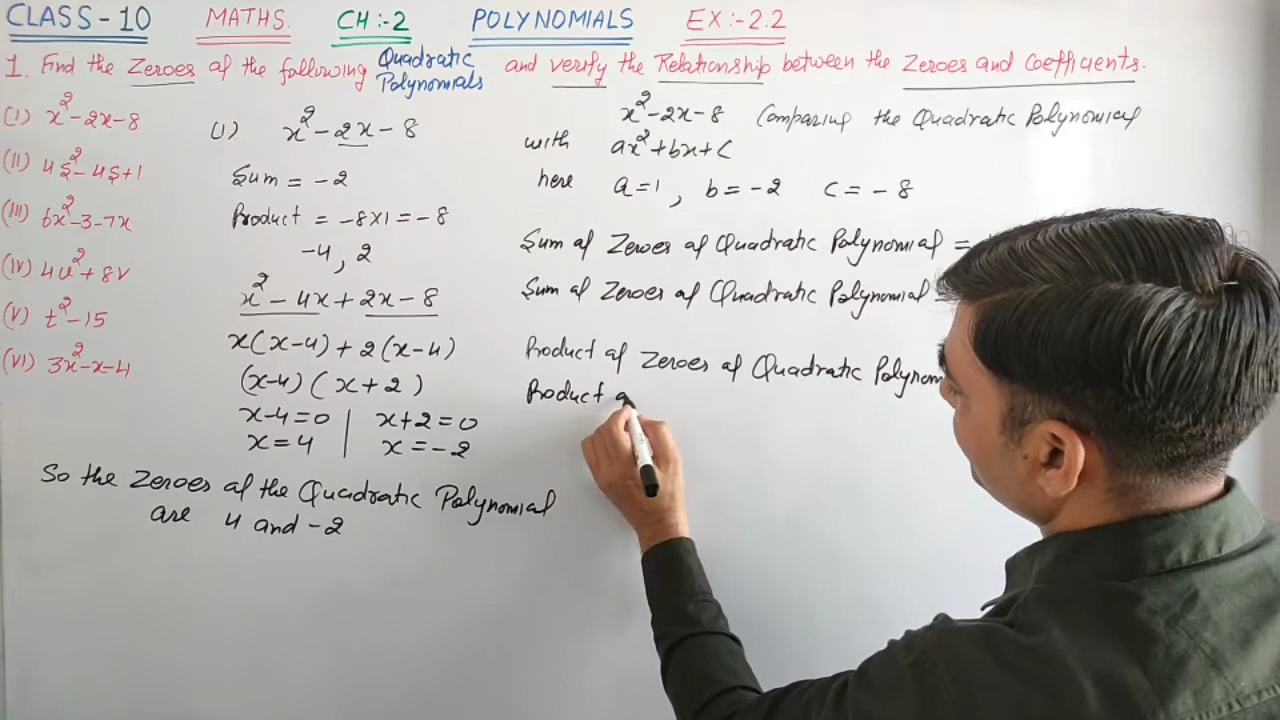 CLASS-10 MATHS. CH:-2 POLYNOMIALS EX:-2.2
1. Find the Zeroes of the following Quadratic Polynomials and verify the Relationship between the Zeroes and Coefficients.
(I) x²-2x-8
(II) 4s²-4s+1
(III) 6x²-3-7x
(IV) 4u²+8u
(V) t²-15
(VI) 3x²-x-4
(I) x²-2x-8
Sum = -2
Product = -8×1 = -8
-4, 2
x²-4x+2x-8
x(x-4)+2(x-4)
(x-4)(x+2)
x-4=0 | x+2=0
x=4 | x=-2
So the Zeroes of the Quadratic Polynomial
are 4 and -2
x²-2x-8 Comparing the Quadratic Polynomial
with ax²+bx+c
here a=1, b=-2 c=-8
Sum of Zeroes of Quadratic Polynomial =
Sum of Zeroes of Quadratic Polynomial
Product of Zeroes of Quadratic Polynom
Product